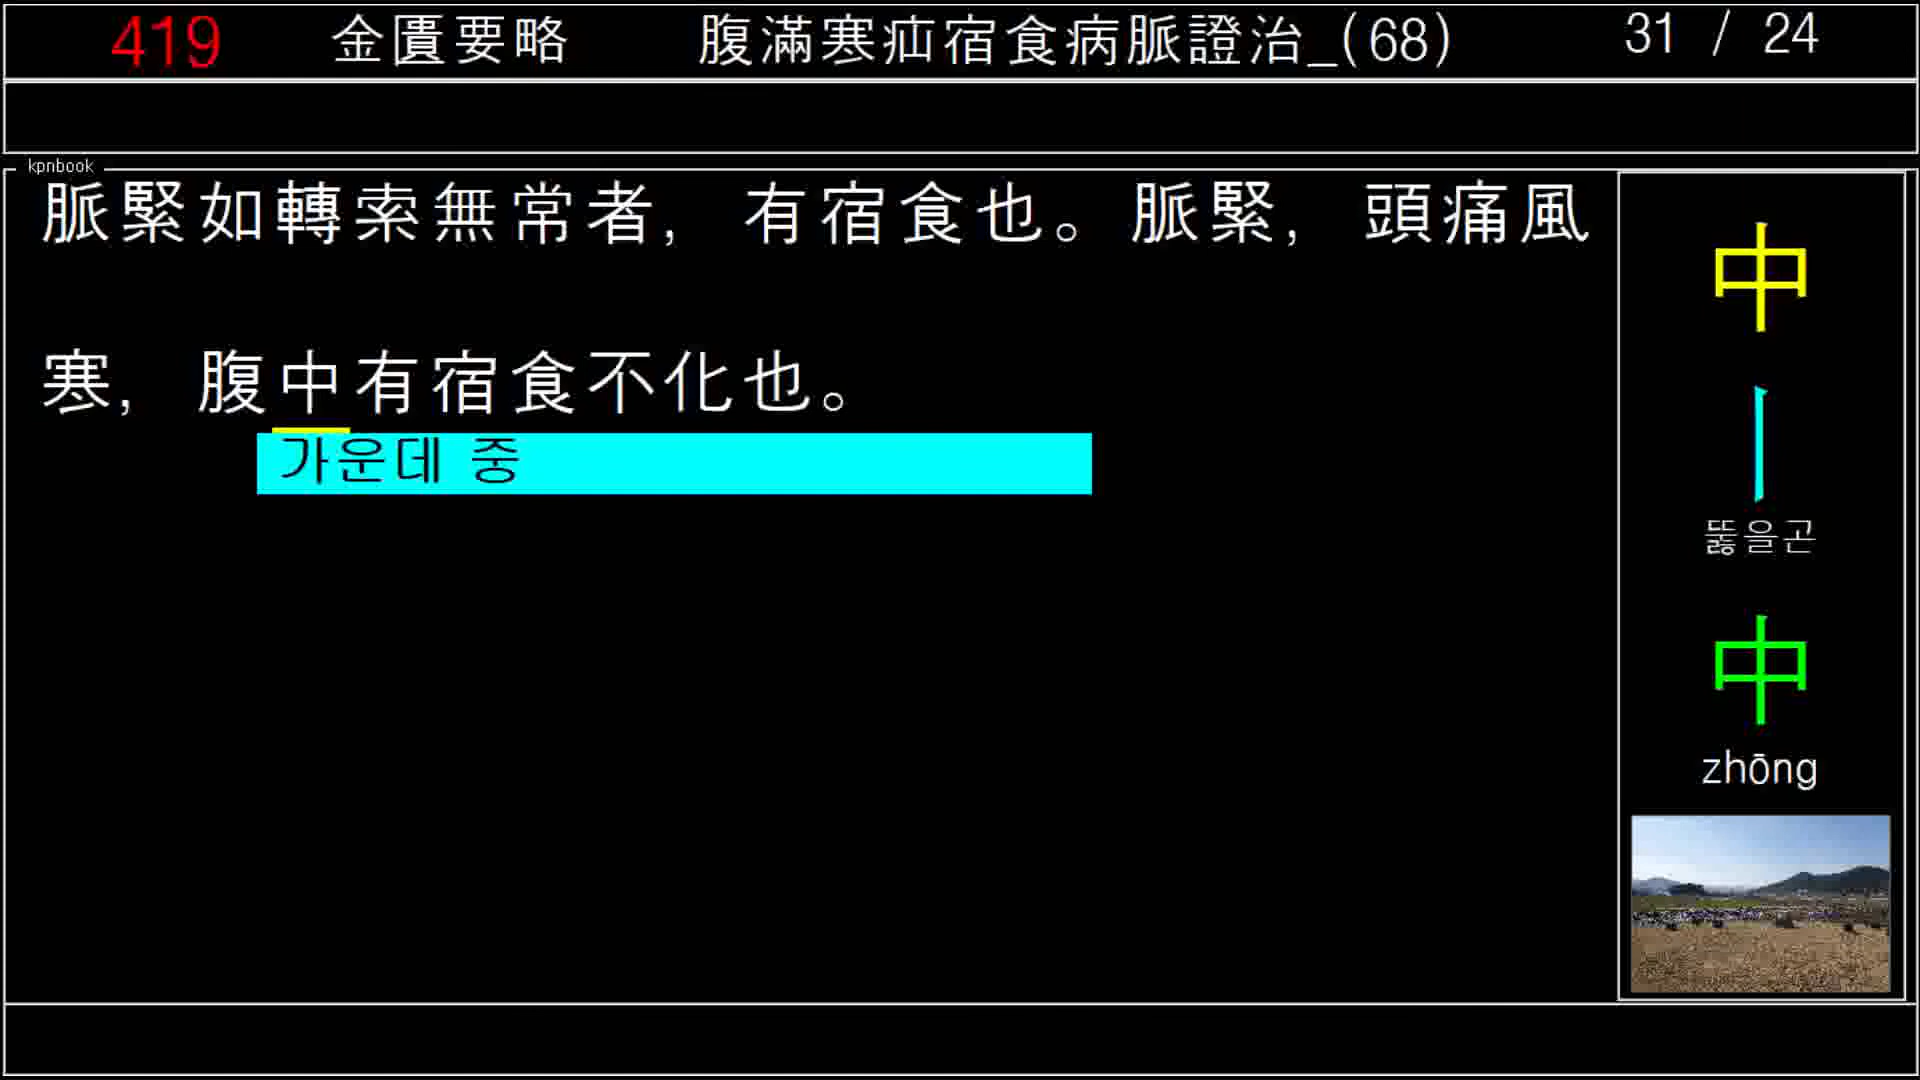 419 金匱要略 腹滿寒疝宿食病脈證治_(68) 31 / 24
kpnbook
脈緊如轉索無常者, 有宿食也。脈緊, 頭痛風
寒, 腹中有宿食不化也。
가운데 중
中
丨
뚫을곤
中
zhōng